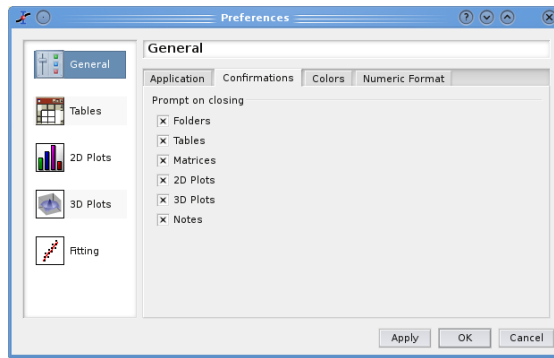 Preferences
General
Tables
2D Plots
3D Plots
Fitting
General
Application Confirmations Colors Numeric Format
Prompt on closing
Folders
Tables
Matrices
2D Plots
3D Plots
Notes
Apply OK Cancel